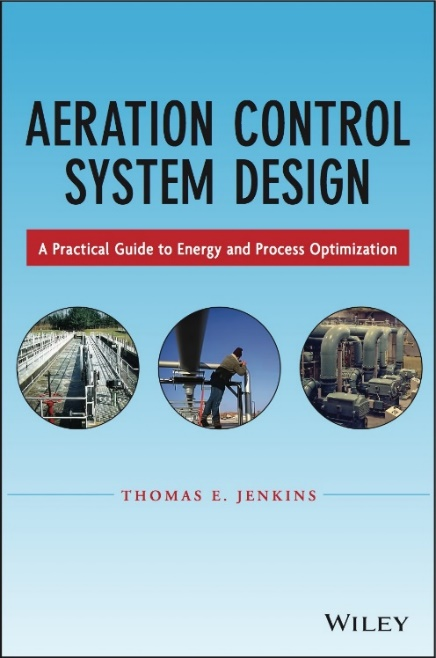 AERATION CONTROL
SYSTEM DESIGN
A Practical Guide to Energy and Process Optimization
THOMAS E. JENKINS
WILEY